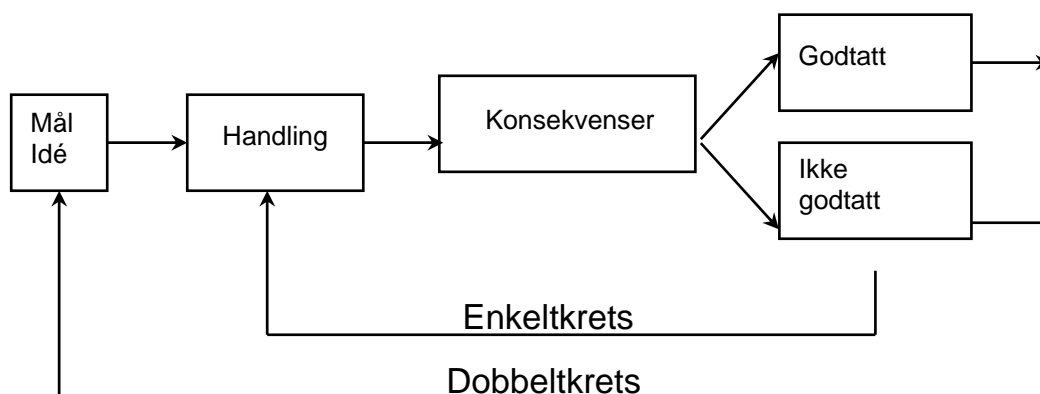 Mål
Idé
Handling
Konsekvenser
Godtatt
Ikke
godtatt
Enkeltkrets
Dobbeltkrets